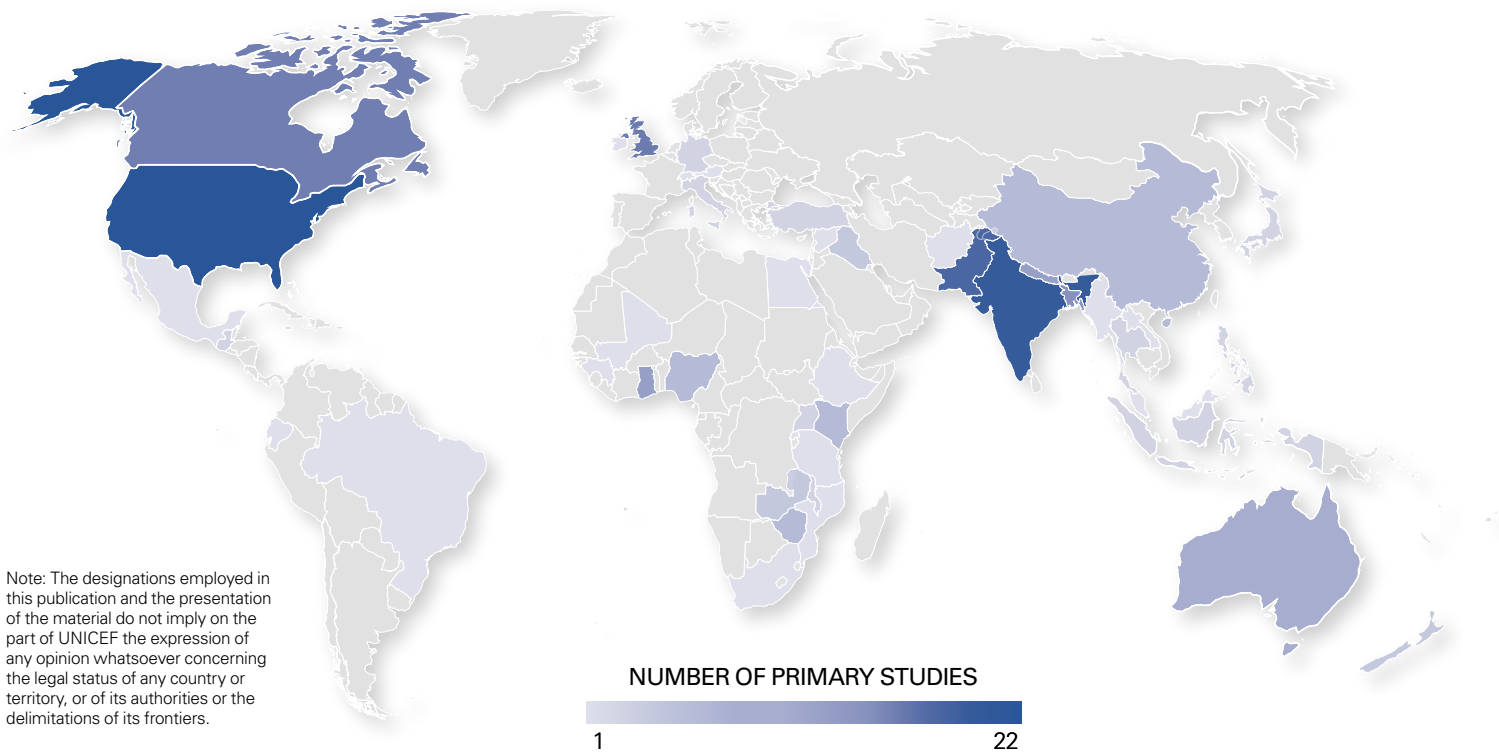 Note: The designations employed in
this publication and the presentation
of the material do not imply on the
part of UNICEF the expression of
any opinion whatsoever concerning
the legal status of any country or
territory, or of its authorities or the
delimitations of its frontiers.
NUMBER OF PRIMARY STUDIES
1 22